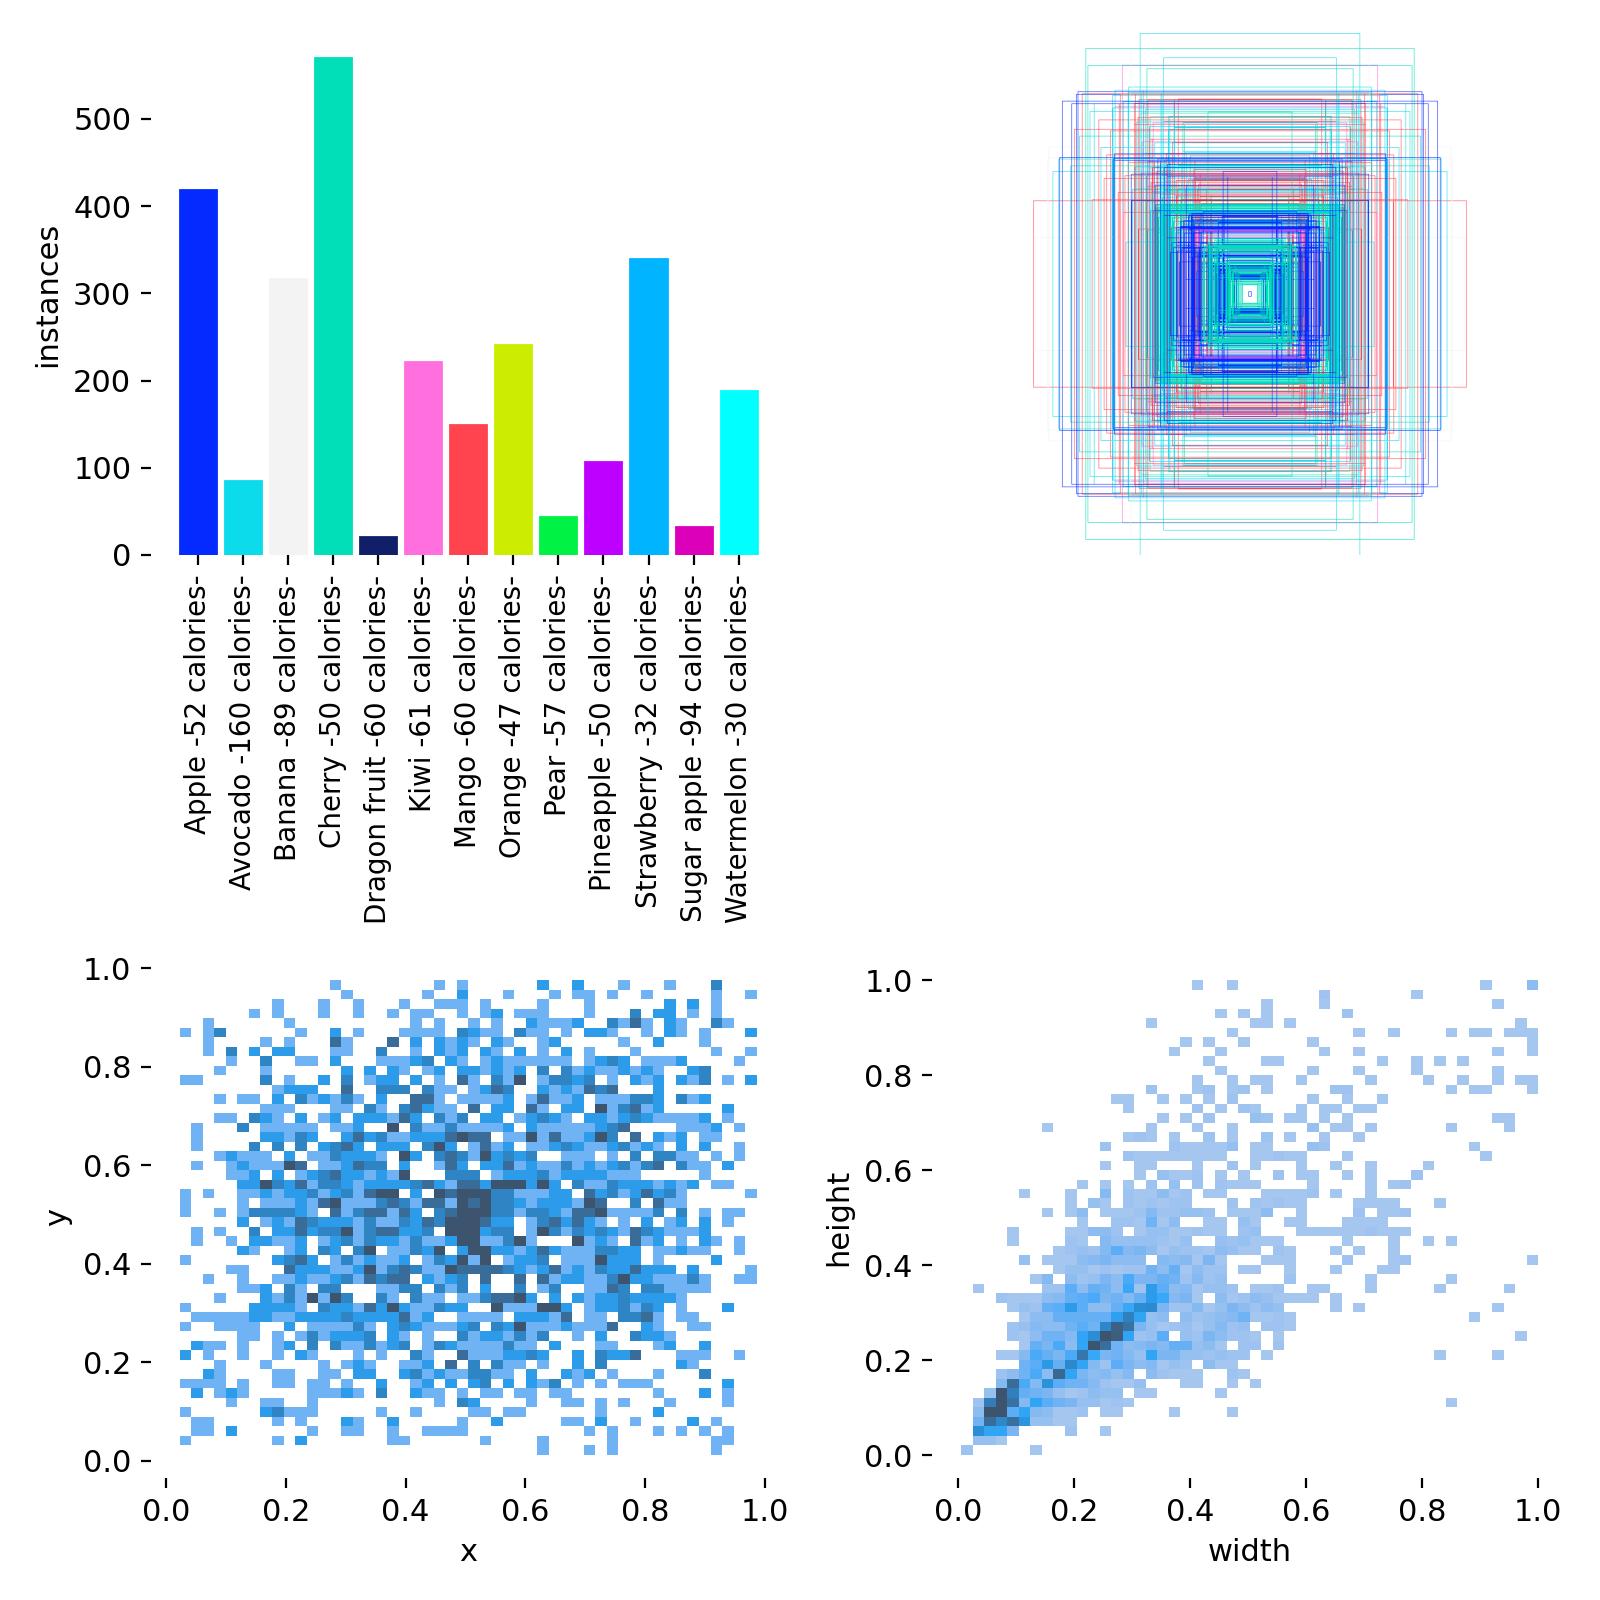 instances
500
400
300
200
100
0
Apple -52 calories-
Avocado -160 calories-
Banana -89 calories-
Cherry -50 calories-
Dragon fruit -60 calories-
Kiwi -61 calories-
Mango -60 calories-
Orange -47 calories-
Pear -57 calories-
Pineapple -50 calories-
Strawberry -32 calories-
Sugar apple -94 calories-
Watermelon -30 calories-
y
1.0
0.8
0.6
0.4
0.2
0.0
0.0 0.2 0.4 0.6 0.8 1.0
x
height
1.0
0.8
0.6
0.4
0.2
0.0
0.0 0.2 0.4 0.6 0.8 1.0
width